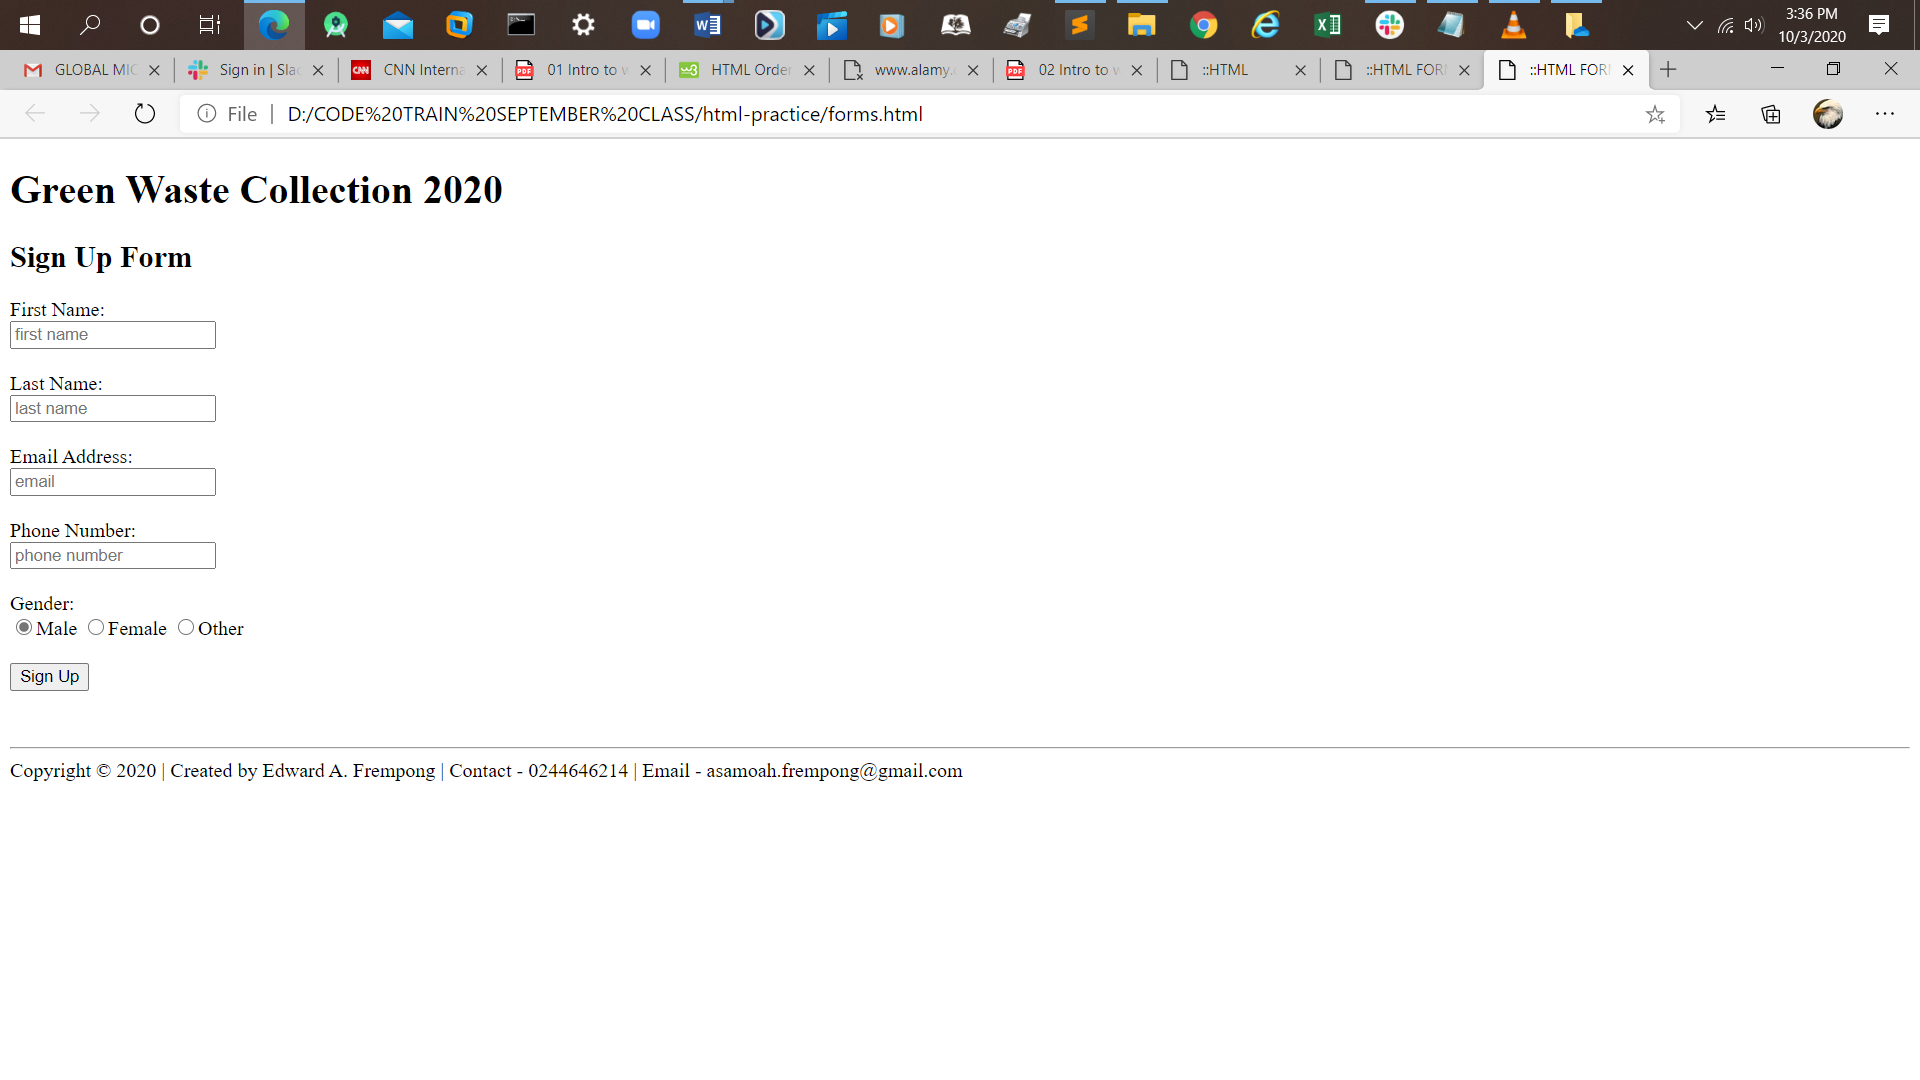 3:36 PM
10/3/2020
GLOBAL MIC
Sign in | Slac
CNN Interna
01 Intro to w
HTML Order
www.alamy.c
02 Intro to w
::HTML
::HTML FOR
::HTML FOR
File | D:/CODE%20TRAIN%20SEPTEMBER%20CLASS/html-practice/forms.html
Green Waste Collection 2020
Sign Up Form
First Name:
first name
Last Name:
last name
Email Address:
email
Phone Number:
phone number
Gender:
Male Female Other
Sign Up
Copyright © 2020 | Created by Edward A. Frempong | Contact - 0244646214 | Email - asamoah.frempong@gmail.com